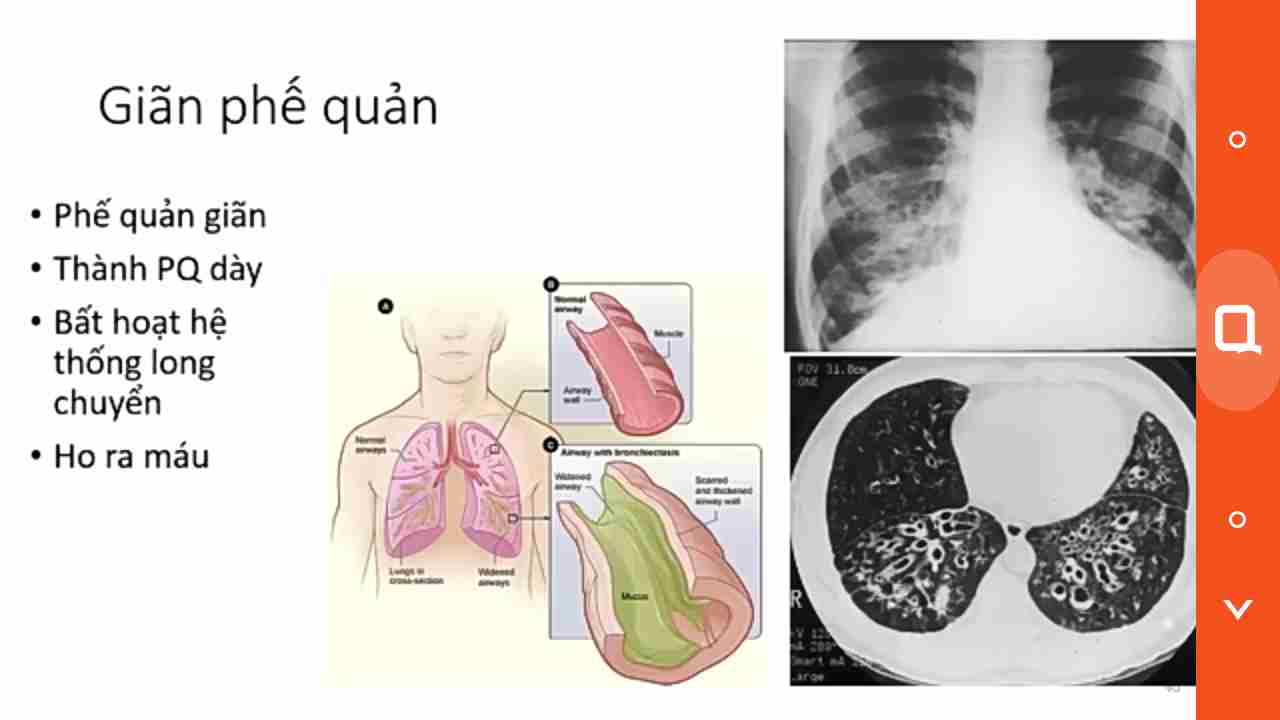 Giãn phế quản
• Phế quản giãn
• Thành PQ dày
• Bất hoạt hệ
thống long
chuyển
• Ho ra máu
A
Normal
airways
Lungs in
cross-section
Widened
airways
B
Normal
airway
Muscle
Airway
wall
C
Airway with bronchiectasis
Widened
airway
Scarred
and thickened
airway wall
Mucus
FOV 31.0cm
R